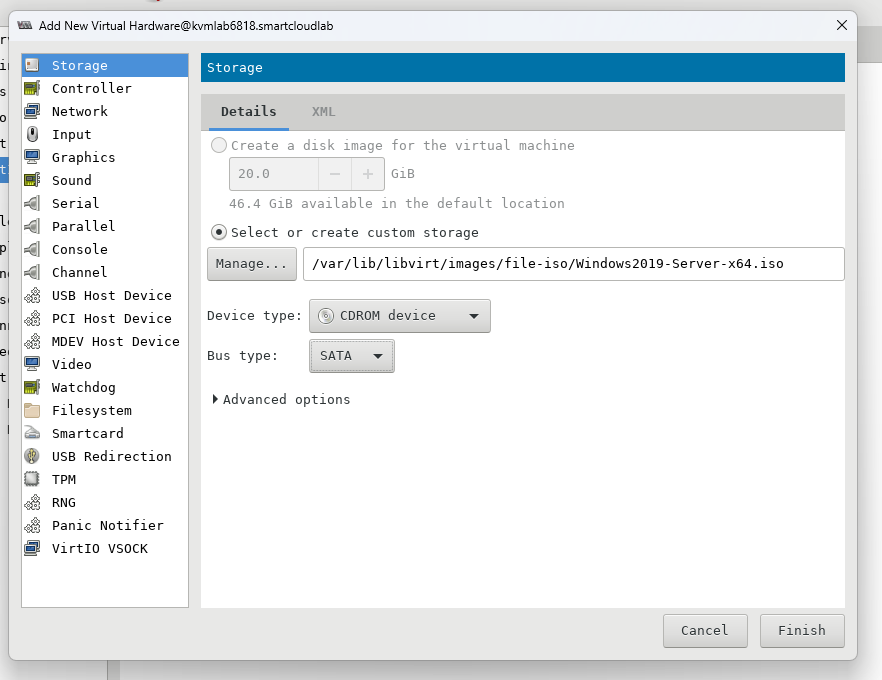 Add New Virtual Hardware@kvmlab6818.smartcloudlab
Storage
Controller
Network
Input
Graphics
Sound
Serial
Parallel
Console
Channel
USB Host Device
PCI Host Device
MDEV Host Device
Video
Watchdog
Filesystem
Smartcard
USB Redirection
TPM
RNG
Panic Notifier
VirtIO VSOCK
Storage
Details XML
Create a disk image for the virtual machine
20.0 − + GiB
46.4 GiB available in the default location
Select or create custom storage
Manage... /var/lib/libvirt/images/file-iso/Windows2019-Server-x64.iso
Device type: CDROM device
Bus type: SATA
Advanced options
Cancel Finish